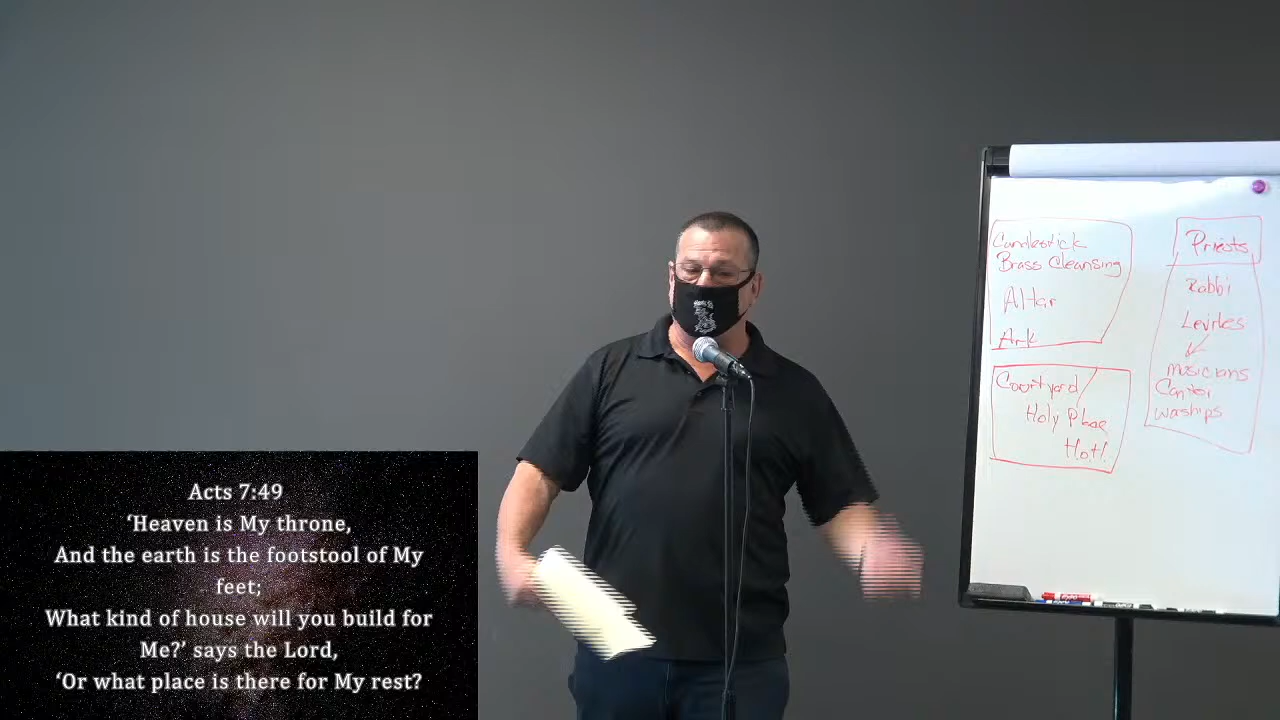 Acts 7:49
‘Heaven is My throne,
And the earth is the footstool of My
feet;
What kind of house will you build for
Me?’ says the Lord,
‘Or what place is there for My rest?
Candlestick
Brass Cleansing
Altar
Ark
Courtyard
Holy Place
HofH
Priests
Rabbi
Levites
musicians
Cantor
waships